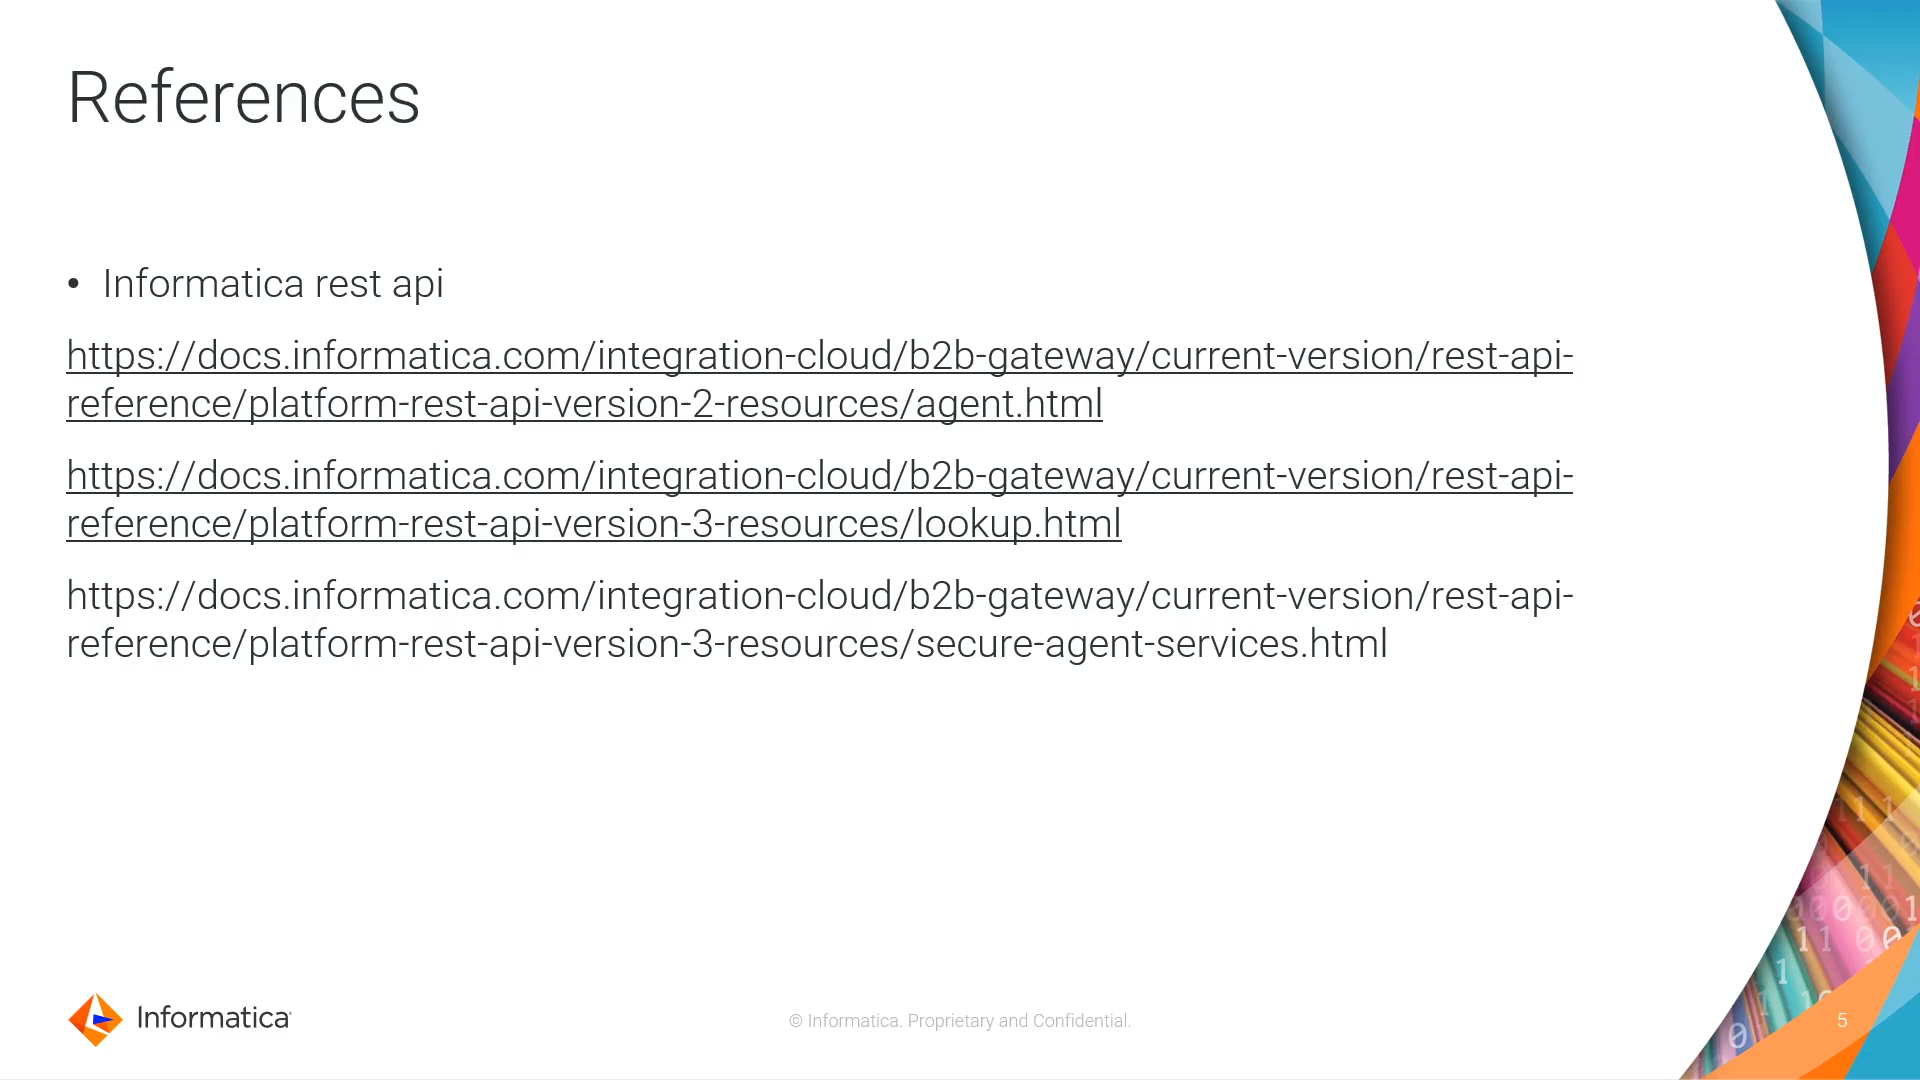 References
• Informatica rest api
https://docs.informatica.com/integration-cloud/b2b-gateway/current-version/rest-api-
reference/platform-rest-api-version-2-resources/agent.html
https://docs.informatica.com/integration-cloud/b2b-gateway/current-version/rest-api-
reference/platform-rest-api-version-3-resources/lookup.html
https://docs.informatica.com/integration-cloud/b2b-gateway/current-version/rest-api-
reference/platform-rest-api-version-3-resources/secure-agent-services.html
Informatica
© Informatica. Proprietary and Confidential.
5